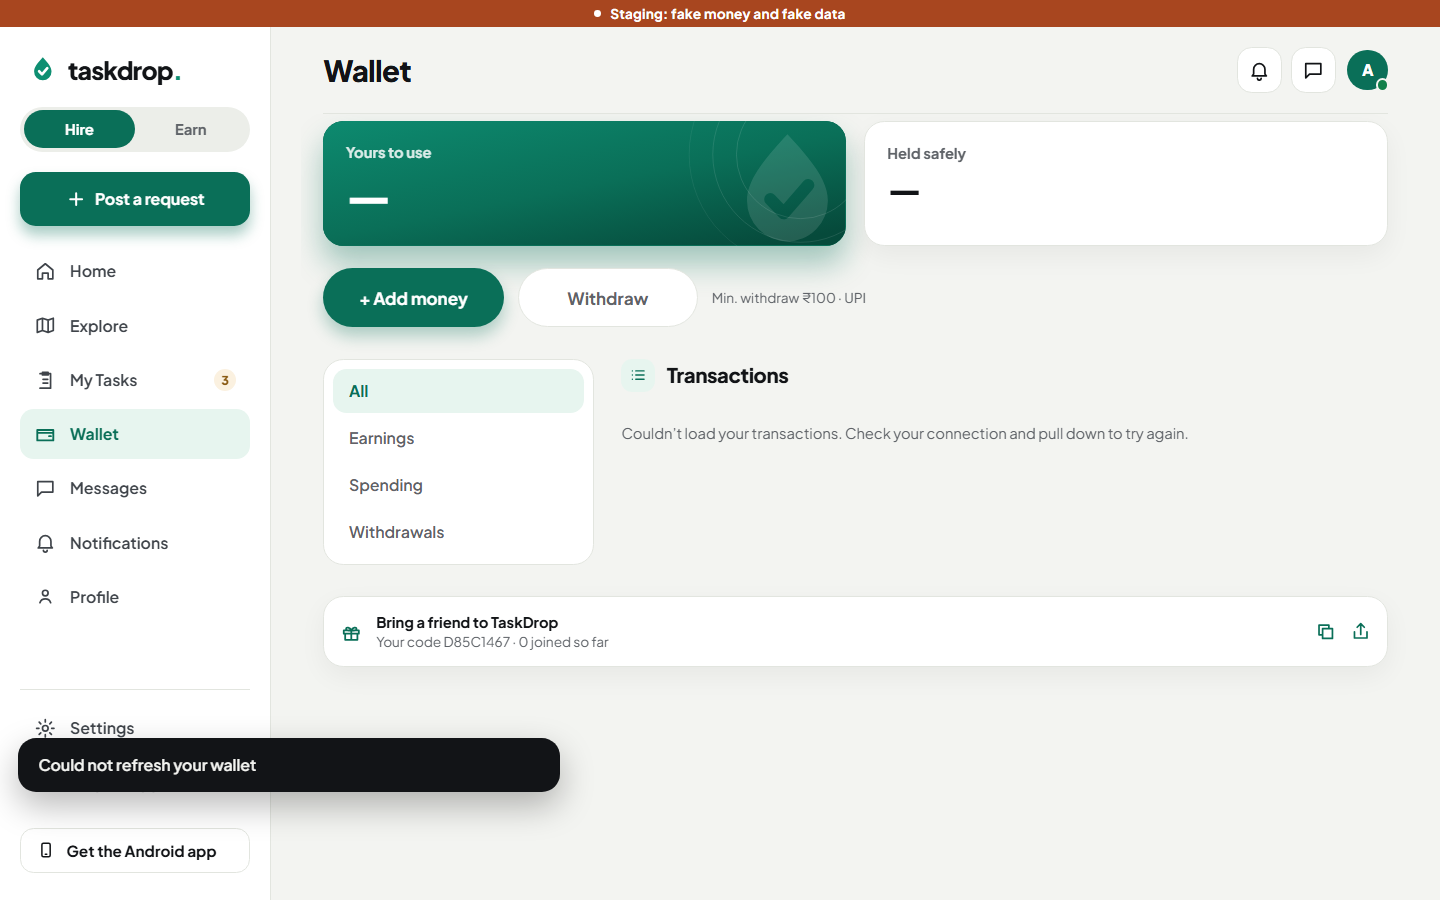 Staging: fake money and fake data
taskdrop.
Hire
Earn
+ Post a request
Home
Explore
My Tasks
3
Wallet
Messages
Notifications
Profile
Settings
Could not refresh your wallet
Get the Android app
Wallet
A
Yours to use
—
Held safely
—
+ Add money
Withdraw
Min. withdraw ₹100 · UPI
All
Earnings
Spending
Withdrawals
Transactions
Couldn't load your transactions. Check your connection and pull down to try again.
Bring a friend to TaskDrop
Your code D85C1467 · 0 joined so far